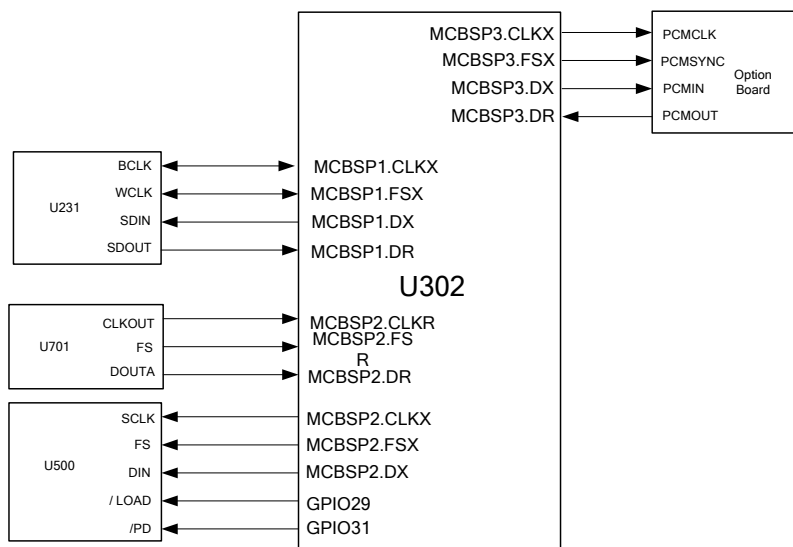 MCBSP3.CLKX
PCMCLK
MCBSP3.FSX
PCMSYNC
MCBSP3.DX
PCMIN
MCBSP3.DR
PCMOUT
Option
Board
BCLK
MCBSP1.CLKX
WCLK
MCBSP1.FSX
U231
SDIN
MCBSP1.DX
SDOUT
MCBSP1.DR
U302
CLKOUT
MCBSP2.CLKR
U701
FS
MCBSP2.FS
R
DOUTA
MCBSP2.DR
SCLK
MCBSP2.CLKX
FS
MCBSP2.FSX
U500
DIN
MCBSP2.DX
/ LOAD
GPIO29
/PD
GPIO31